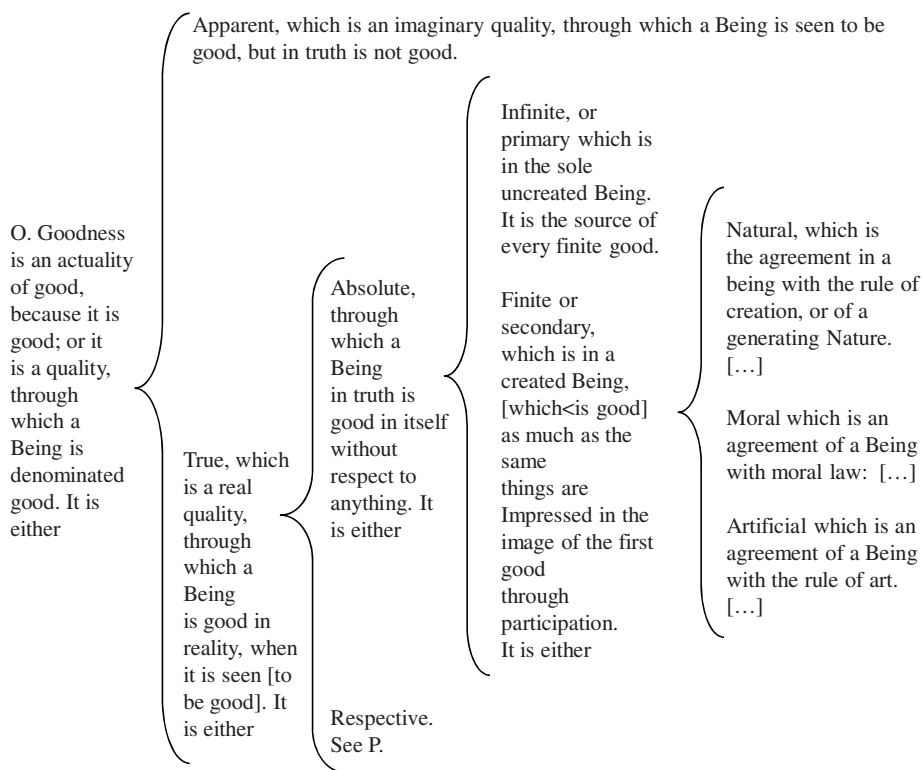 Apparent, which is an imaginary quality, through which a Being is seen to be
good, but in truth is not good.
O. Goodness
is an actuality
of good,
because it is
good; or it
is a quality,
through
which a
Being is
denominated
good. It is
either
True, which
is a real
quality,
through
which a
Being
is good in
reality, when
it is seen [to
be good]. It
is either
Absolute,
through
which a
Being
in truth is
good in itself
without
respect to
anything. It
is either
Respective.
See P.
Infinite, or
primary which is
in the sole
uncreated Being.
It is the source of
every finite good.
Finite or
secondary,
which is in a
created Being,
[which<is good]
as much as the
same
things are
Impressed in the
image of the first
good
through
participation.
It is either
Natural, which is
the agreement in a
being with the rule of
creation, or of a
generating Nature.
[…]
Moral which is an
agreement of a Being
with moral law: […]
Artificial which is an
agreement of a Being
with the rule of art.
[…]